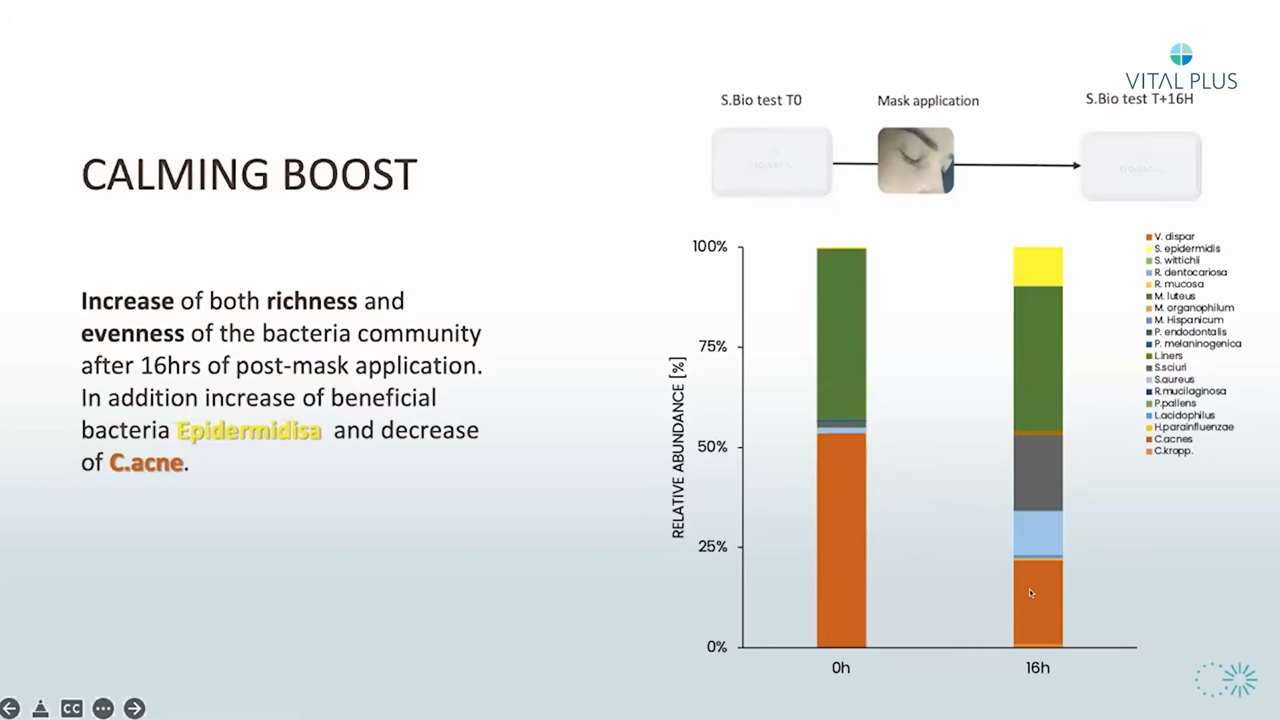 VITAL PLUS
S.Bio test T0
Mask application
S.Bio test T+16H
CALMING BOOST
Increase of both richness and
evenness of the bacteria community
after 16hrs of post-mask application.
In addition increase of beneficial
bacteria Epidermidisa and decrease
of C.acne.
RELATIVE ABUNDANCE [%]
100%
75%
50%
25%
0%
0h
16h
V. dispar
S. epidermidis
S. wittichii
R. dentocariosa
R. mucosa
M. luteus
M. organophilum
M. Hispanicum
P. endodontalis
P. melaninogenica
Liners
S.sciuri
S.aureus
R.mucilaginosa
P.pallens
L.acidophilus
H.parainfluenzae
C.acnes
C.kropp.
CC